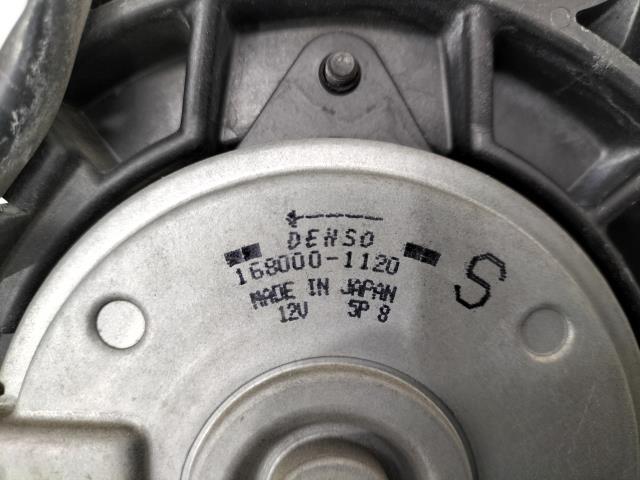 DENSO
168000-1120
MADE IN JAPAN
12V 5P 8
S